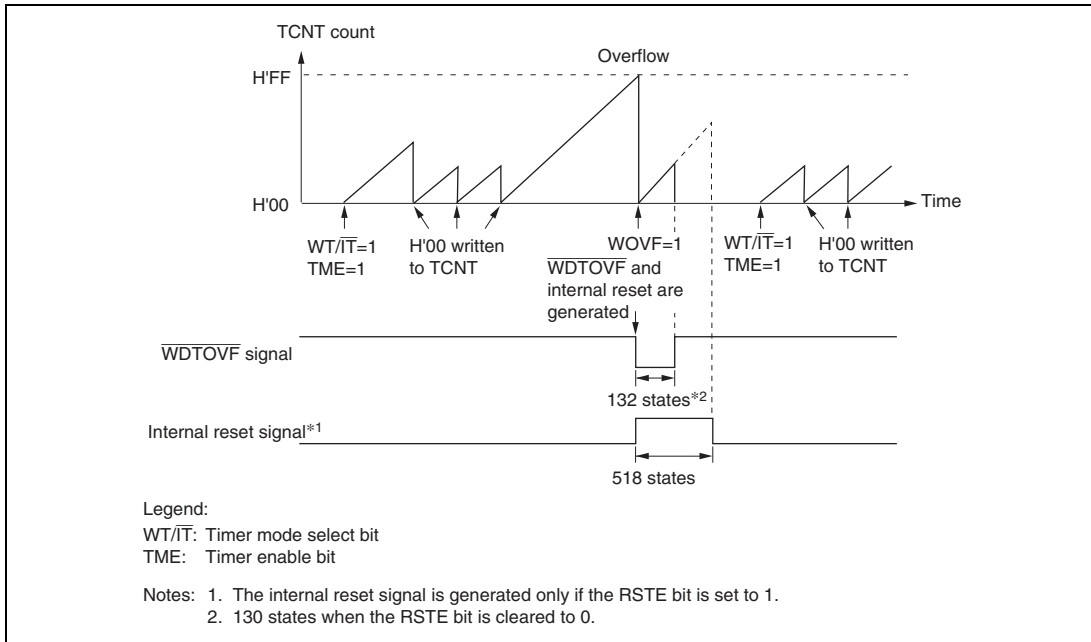 TCNT count
Overflow
H'FF
H'00
Time
WT/IT=1
TME=1
H'00 written
to TCNT
WOVF=1
WDTOVF and
internal reset are
generated
WT/IT=1
TME=1
H'00 written
to TCNT
WDTOVF signal
132 states*2
Internal reset signal*1
518 states
Legend:
WT/IT: Timer mode select bit
TME: Timer enable bit
Notes: 1. The internal reset signal is generated only if the RSTE bit is set to 1.
2. 130 states when the RSTE bit is cleared to 0.